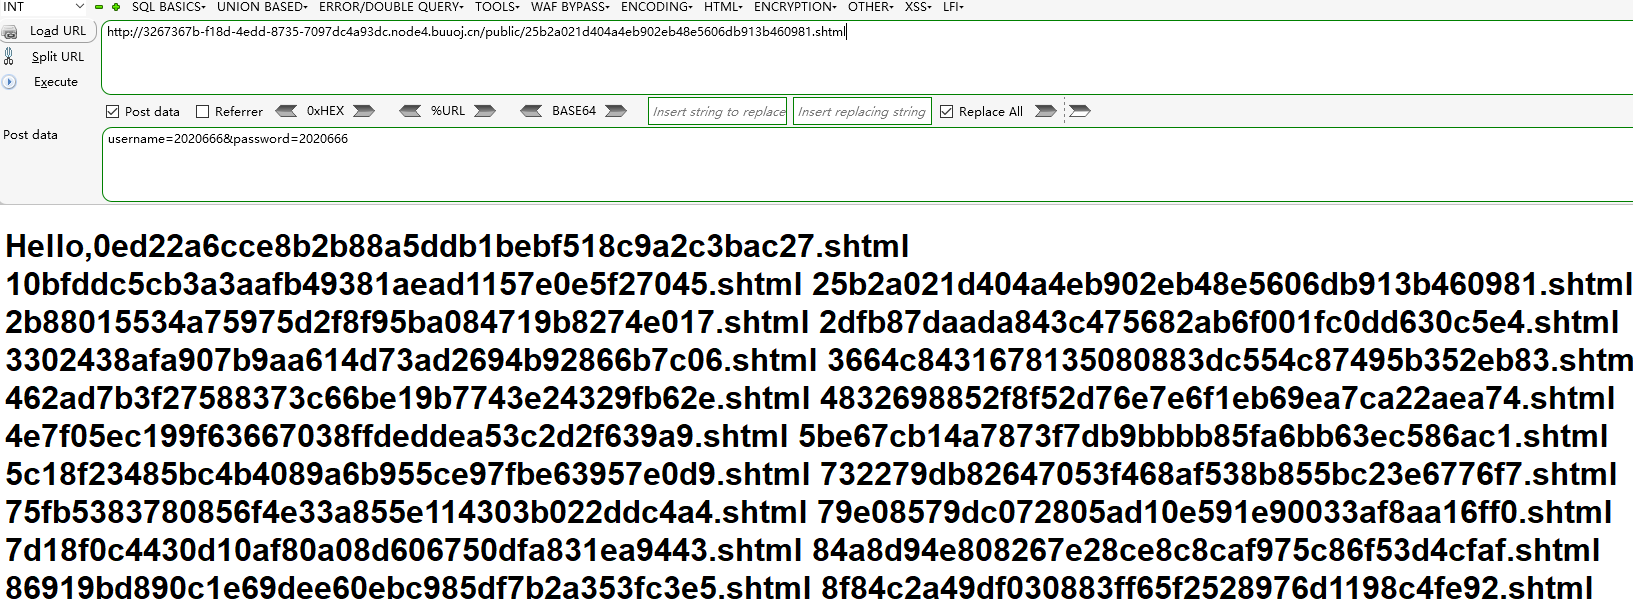 INT SQL BASICS UNION BASED ERROR/DOUBLE QUERY TOOLS WAF BYPASS ENCODING HTML ENCRYPTION OTHER XSS LFI
Load URL http://3267367b-f18d-4edd-8735-7097dc4a93dc.node4.buuoj.cn/public/25b2a021d404a4eb902eb48e5606db913b460981.shtml
Split URL
Execute
Post data Referrer 0xHEX %URL BASE64 Insert string to replace Insert replacing string Replace All
Post data username=2020666&password=2020666
Hello,0ed22a6cce8b2b88a5ddb1bebf518c9a2c3bac27.shtml
10bfddc5cb3a3aafb49381aead1157e0e5f27045.shtml 25b2a021d404a4eb902eb48e5606db913b460981.shtml
2b88015534a75975d2f8f95ba084719b8274e017.shtml 2dfb87daada843c475682ab6f001fc0dd630c5e4.shtml
3302438afa907b9aa614d73ad2694b92866b7c06.shtml 3664c8431678135080883dc554c87495b352eb83.shtm
462ad7b3f27588373c66be19b7743e24329fb62e.shtml 4832698852f8f52d76e7e6f1eb69ea7ca22aea74.shtml
4e7f05ec199f63667038ffdeddea53c2d2f639a9.shtml 5be67cb14a7873f7db9bbbb85fa6bb63ec586ac1.shtml
5c18f23485bc4b4089a6b955ce97fbe63957e0d9.shtml 732279db82647053f468af538b855bc23e6776f7.shtml
75fb5383780856f4e33a855e114303b022ddc4a4.shtml 79e08579dc072805ad10e591e90033af8aa16ff0.shtml
7d18f0c4430d10af80a08d606750dfa831ea9443.shtml 84a8d94e808267e28ce8c8caf975c86f53d4cfaf.shtml
86919bd890c1e69dee60ebc985df7b2a353fc3e5.shtml 8f84c2a49df030883ff65f2528976d1198c4fe92.shtml